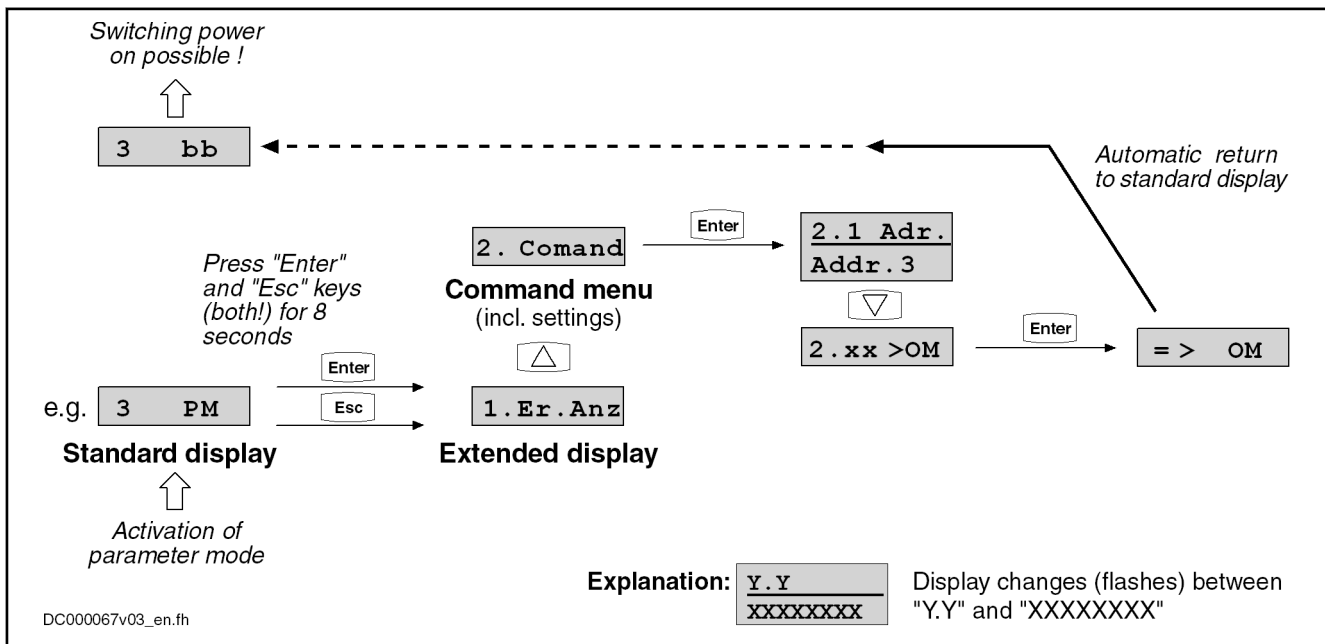 Switching power
on possible !
3 bb
Automatic return
to standard display
Press "Enter"
and "Esc" keys
(both!) for 8
seconds
2. Comand
Enter
2.1 Adr.
Addr.3
Command menu
(incl. settings)
2.xx >OM
Enter
=> OM
e.g.
3 PM
Enter
Esc
1.Er.Anz
Standard display
Extended display
Activation of
parameter mode
Explanation:
Y.Y
XXXXXXXX
Display changes (flashes) between
"Y.Y" and "XXXXXXXX"
DC000067v03_en.fh